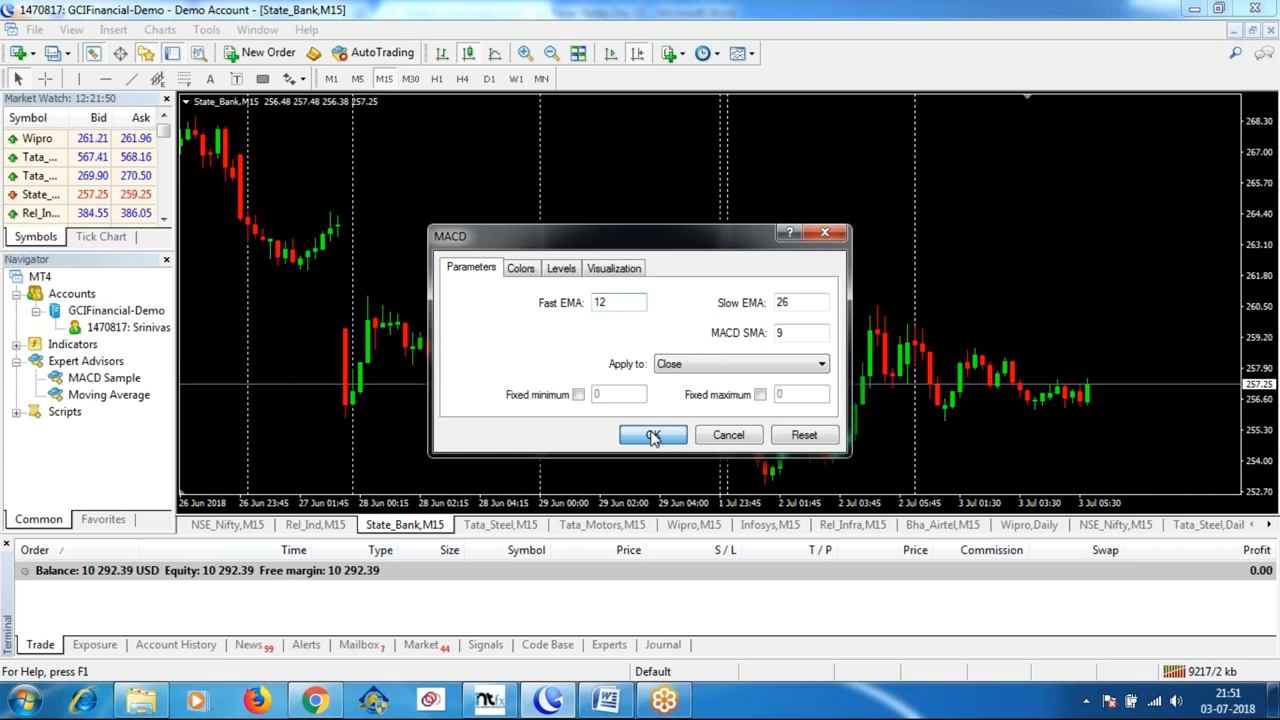 1470817: GCIFinancial-Demo - Demo Account - [State_Bank,M15]
File View Insert Charts Tools Window Help
New Order AutoTrading
A T M1 M5 M15 M30 H1 H4 D1 W1 MN
Market Watch: 12:21:50
Symbol Bid Ask
Wipro 261.21 261.96
Tata_... 567.41 568.16
Tata_... 269.90 270.50
State_... 257.25 259.25
Rel_In... 384.55 386.05
Symbols Tick Chart
Navigator
MT4
Accounts
GCIFinancial-Demo
1470817: Srinivas
Indicators
Expert Advisors
MACD Sample
Moving Average
Scripts
Common Favorites
State_Bank,M15 256.48 257.48 256.38 257.25
268.30
267.00
265.70
264.40
263.10
261.80
260.50
259.20
257.90
257.25
256.60
255.30
254.00
252.70
MACD
Parameters Colors Levels Visualization
Fast EMA: 12 Slow EMA: 26
MACD SMA: 9
Apply to: Close
Fixed minimum 0 Fixed maximum 0
OK Cancel Reset
26 Jun 2018 26 Jun 23:45 27 Jun 01:45 28 Jun 00:15 28 Jun 02:15 28 Jun 04:15 29 Jun 00:00 29 Jun 02:00 29 Jun 04:00 1 Jul 23:45 2 Jul 01:45 2 Jul 03:45 2 Jul 05:45 3 Jul 01:30 3 Jul 03:30 3 Jul 05:30
NSE_Nifty,M15 Rel_Ind,M15 State_Bank,M15 Tata_Steel,M15 Tata_Motors,M15 Wipro,M15 Infosys,M15 Rel_Infra,M15 Bha_Airtel,M15 Wipro,Daily NSE_Nifty,M15 Tata_Steel,Dail
Order / Time Type Size Symbol Price S / L T / P Price Commission Swap Profit
Balance: 10 292.39 USD Equity: 10 292.39 Free margin: 10 292.39 0.00
Terminal
Trade Exposure Account History News 99 Alerts Mailbox 7 Market 44 Signals Code Base Experts Journal
For Help, press F1 Default 9217/2 kb
21:51
03-07-2018